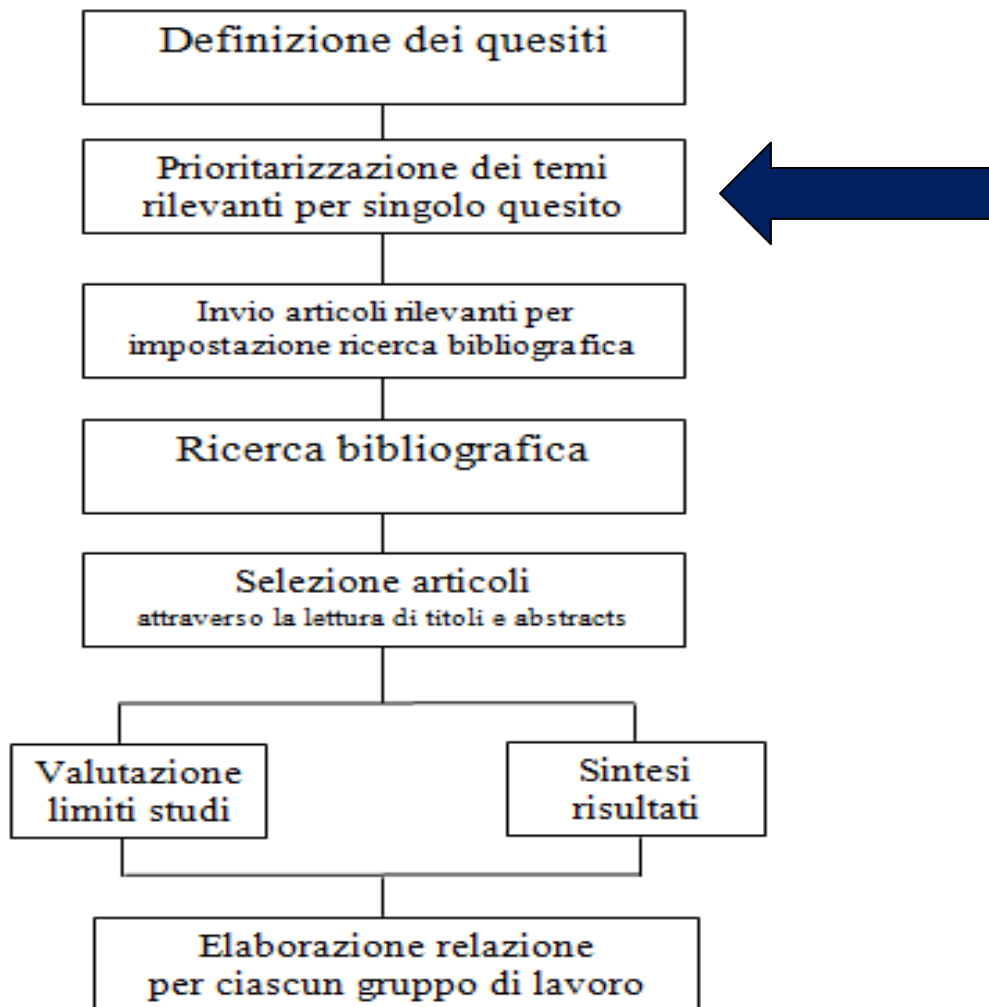 Definizione dei quesiti
Prioritarizzazione dei temi
rilevanti per singolo quesito
Invio articoli rilevanti per
impostazione ricerca bibliografica
Ricerca bibliografica
Selezione articoli
attraverso la lettura di titoli e abstracts
Valutazione
limiti studi
Sintesi
risultati
Elaborazione relazione
per ciascun gruppo di lavoro